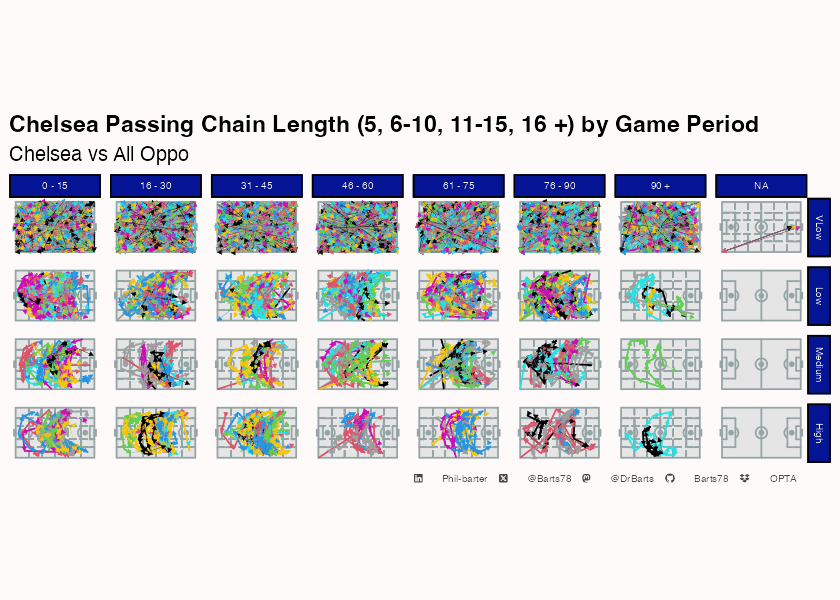 Chelsea Passing Chain Length (5, 6-10, 11-15, 16 +) by Game Period
Chelsea vs All Oppo
0 - 15 16 - 30 31 - 45 46 - 60 61 - 75 76 - 90 90 + NA
V.Low
Low
Medium
High
Phil-barter @Barts78 @DrBarts Barts78 OPTA